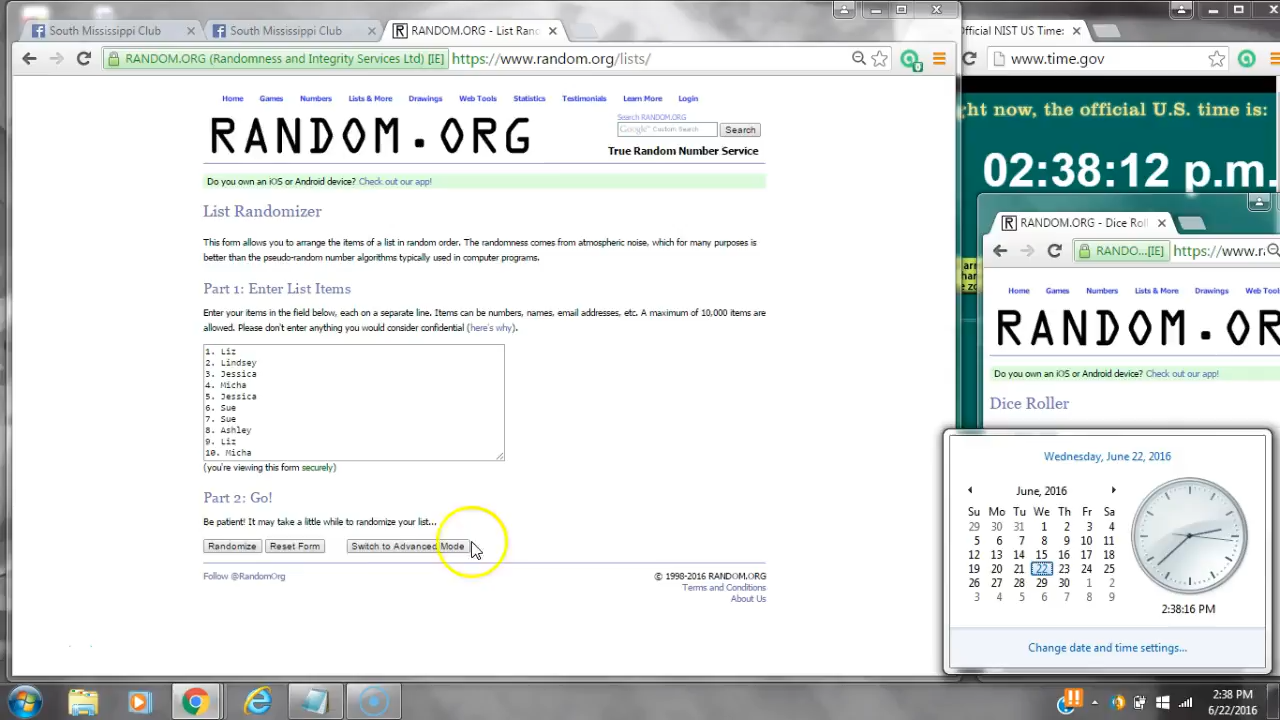 South Mississippi Club
South Mississippi Club
RANDOM.ORG - List Ran
RANDOM.ORG (Randomness and Integrity Services Ltd) [IE]
https://www.random.org/lists/
Home Games Numbers Lists & More Drawings Web Tools Statistics Testimonials Learn More Login
RANDOM.ORG
Search RANDOM.ORG
Google Custom Search
Search
True Random Number Service
Do you own an iOS or Android device? Check out our app!
List Randomizer
This form allows you to arrange the items of a list in random order. The randomness comes from atmospheric noise, which for many purposes is
better than the pseudo-random number algorithms typically used in computer programs.
Part 1: Enter List Items
Enter your items in the field below, each on a separate line. Items can be numbers, names, email addresses, etc. A maximum of 10,000 items are
allowed. Please don't enter anything you would consider confidential (here's why).
1. Liz
2. Lindsey
3. Jessica
4. Micha
5. Jessica
6. Sue
7. Sue
8. Ashley
9. Liz
10. Micha
(you're viewing this form securely)
Part 2: Go!
Be patient! It may take a little while to randomize your list...
Randomize Reset Form Switch to Advanced Mode
Follow @RandomOrg
© 1998-2016 RANDOM.ORG
Terms and Conditions
About Us
fficial NIST US Time:
www.time.gov
ght now, the official U.S. time is:
02:38:12 p.m.
RANDOM.ORG - Dice Roll
RANDO...[IE]
https://www.r
Home Games Numbers Lists & More Drawings Web Tool
RANDOM.OR
Do you own an iOS or Android device? Check out our app!
Dice Roller
Wednesday, June 22, 2016
June, 2016
Su Mo Tu We Th Fr Sa
29 30 31 1 2 3 4
5 6 7 8 9 10 11
12 13 14 15 16 17 18
19 20 21 22 23 24 25
26 27 28 29 30 1 2
3 4 5 6 7 8 9
2:38:16 PM
Change date and time settings...
2:38 PM
6/22/2016